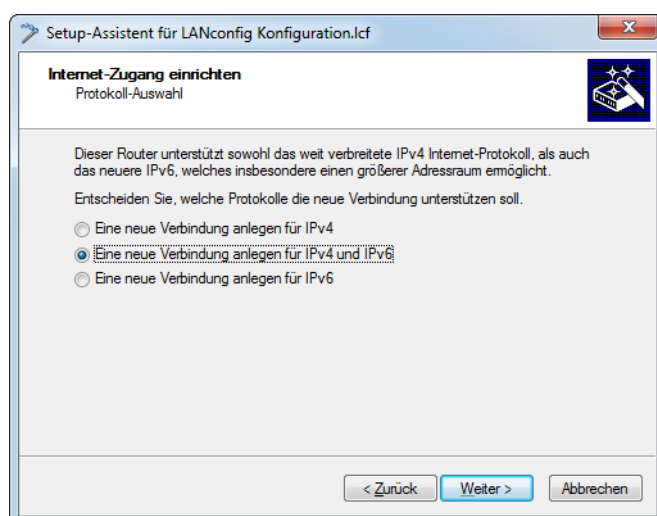 Setup-Assistent für LANconfig Konfiguration.lcf
Internet-Zugang einrichten
Protokoll-Auswahl
Dieser Router unterstützt sowohl das weit verbreitete IPv4 Internet-Protokoll, als auch
das neuere IPv6, welches insbesondere einen größerer Adressraum ermöglicht.
Entscheiden Sie, welche Protokolle die neue Verbindung unterstützen soll.
Eine neue Verbindung anlegen für IPv4
Eine neue Verbindung anlegen für IPv4 und IPv6
Eine neue Verbindung anlegen für IPv6
< Zurück Weiter > Abbrechen